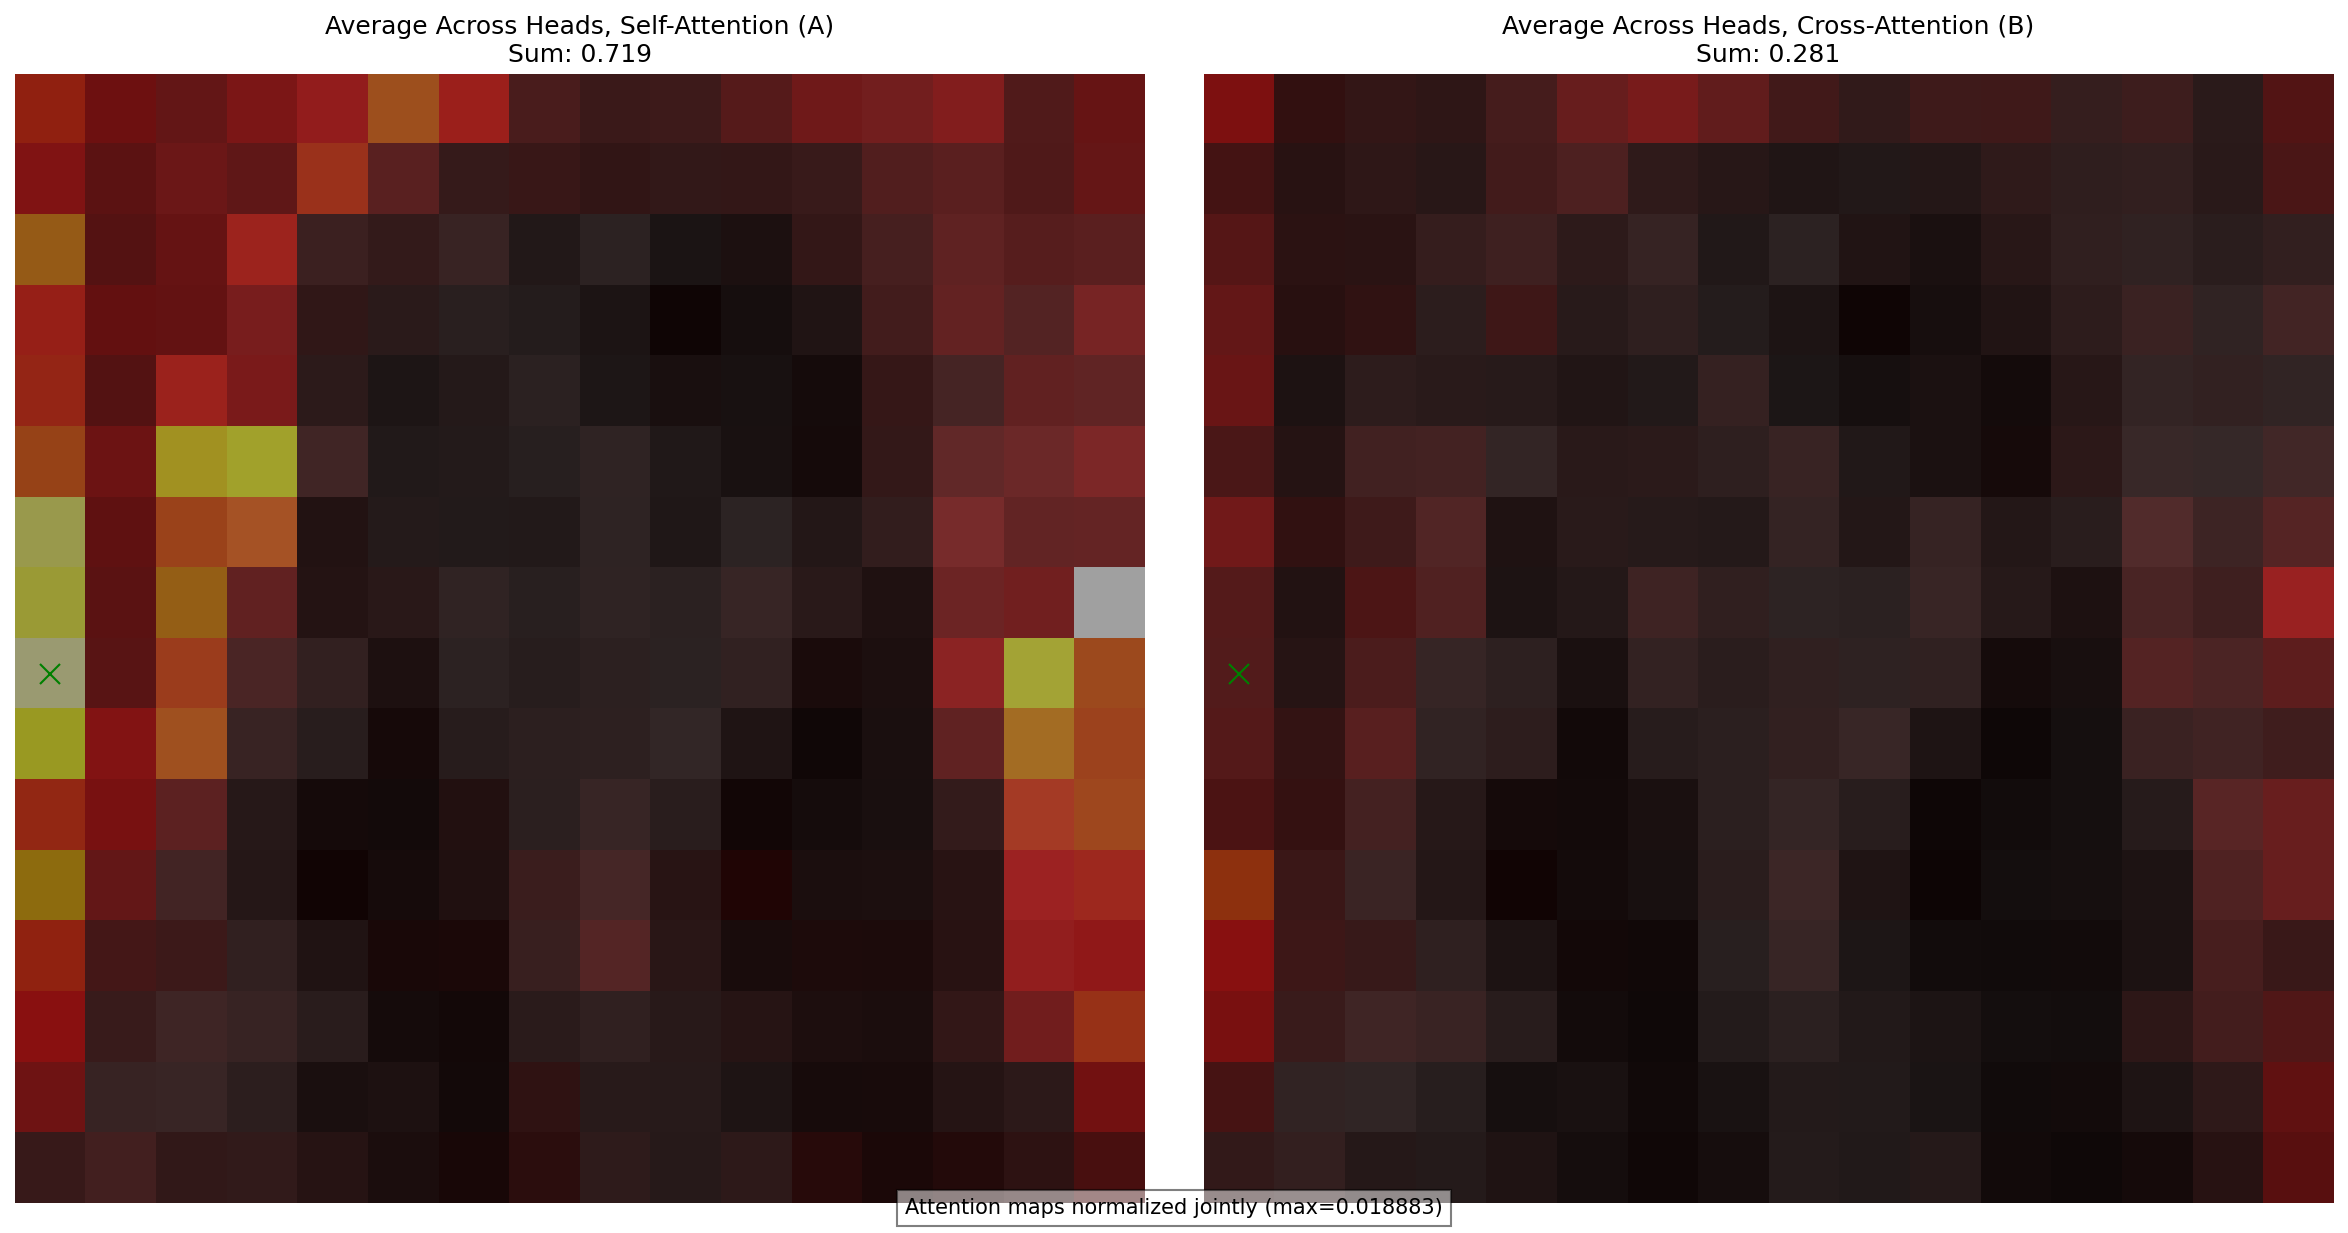 Average Across Heads, Self-Attention (A)
Sum: 0.719
Average Across Heads, Cross-Attention (B)
Sum: 0.281
Attention maps normalized jointly (max=0.018883)